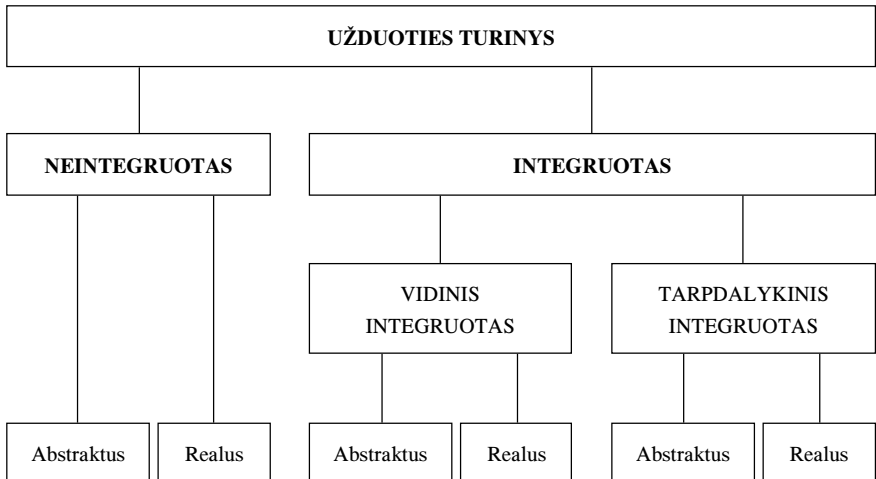 UŽDUOTIES TURINYS
NEINTEGRUOTAS
INTEGRUOTAS
VIDINIS
INTEGRUOTAS
TARPDALYKINIS
INTEGRUOTAS
Abstraktus
Realus
Abstraktus
Realus
Abstraktus
Realus